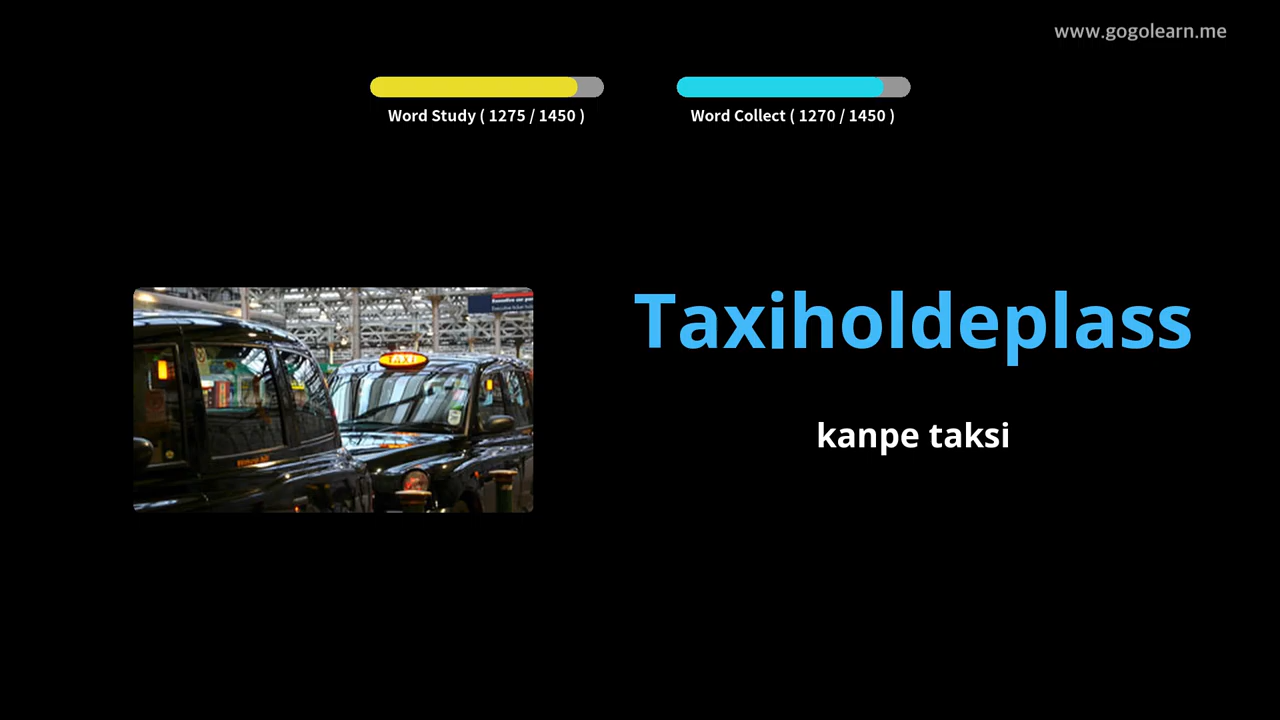 www.gogolearn.me
Word Study ( 1275 / 1450 )
Word Collect ( 1270 / 1450 )
Taxiholdeplass
kanpe taksi
TAXI